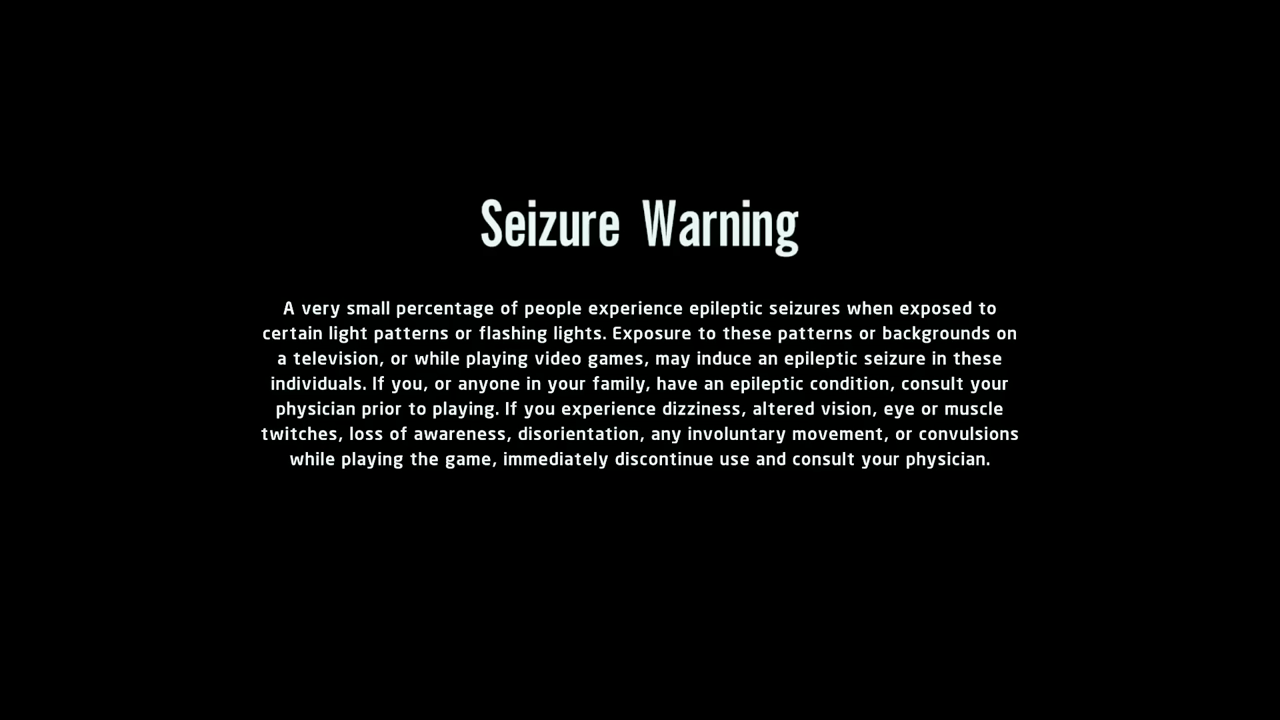 Seizure Warning
A very small percentage of people experience epileptic seizures when exposed to
certain light patterns or flashing lights. Exposure to these patterns or backgrounds on
a television, or while playing video games, may induce an epileptic seizure in these
individuals. If you, or anyone in your family, have an epileptic condition, consult your
physician prior to playing. If you experience dizziness, altered vision, eye or muscle
twitches, loss of awareness, disorientation, any involuntary movement, or convulsions
while playing the game, immediately discontinue use and consult your physician.